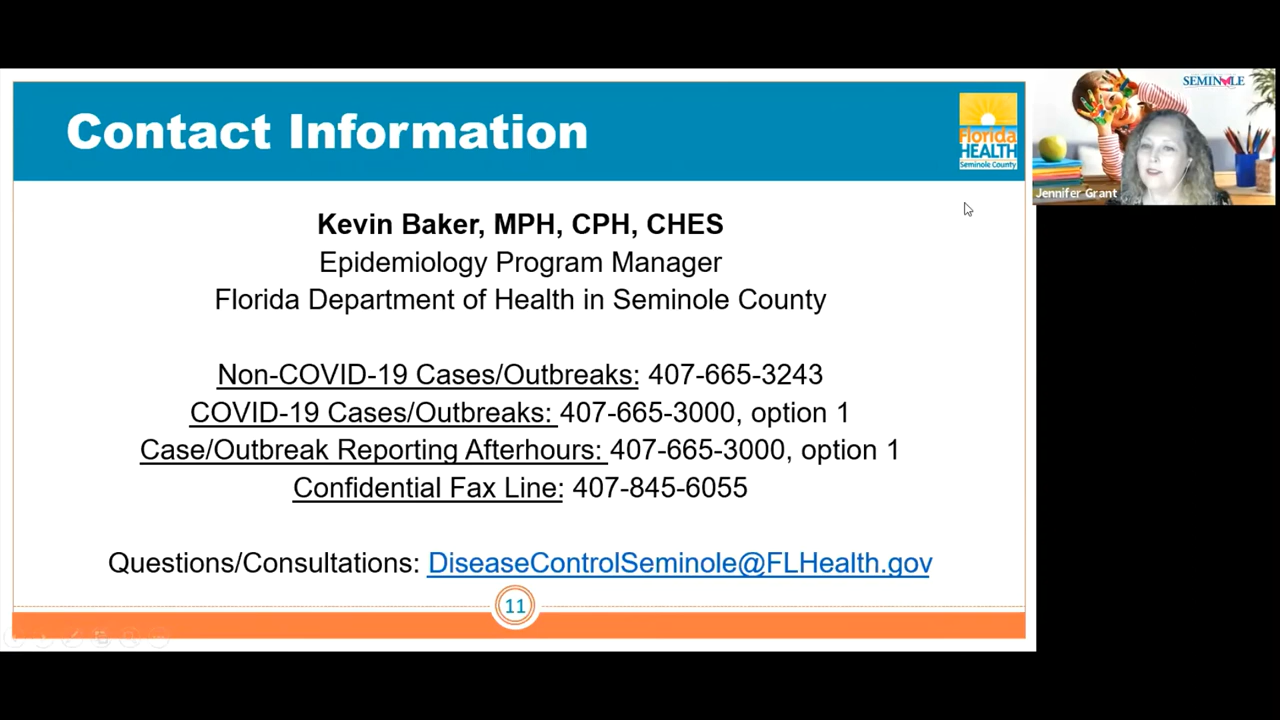 Contact Information
Florida
HEALTH
Seminole County
SEMINOLE
Jennifer Grant
Kevin Baker, MPH, CPH, CHES
Epidemiology Program Manager
Florida Department of Health in Seminole County
Non-COVID-19 Cases/Outbreaks: 407-665-3243
COVID-19 Cases/Outbreaks: 407-665-3000, option 1
Case/Outbreak Reporting Afterhours: 407-665-3000, option 1
Confidential Fax Line: 407-845-6055
Questions/Consultations: DiseaseControlSeminole@FLHealth.gov
11